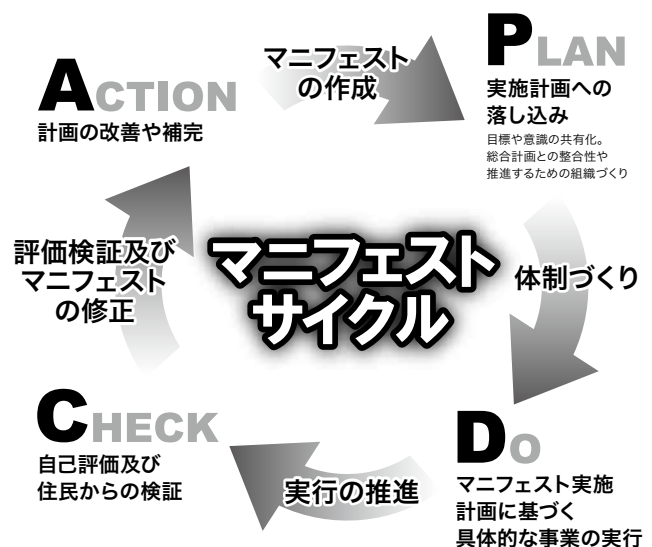 ACTION
計画の改善や補完
マニフェスト
の作成
PLAN
実施計画への
落し込み
目標や意識の共有化。
総合計画との整合性や
推進するための組織づくり
評価検証及び
マニフェスト
の修正
マニフェスト
サイクル
体制づくり
CHECK
自己評価及び
住民からの検証
実行の推進
DO
マニフェスト実施
計画に基づく
具体的な事業の実行